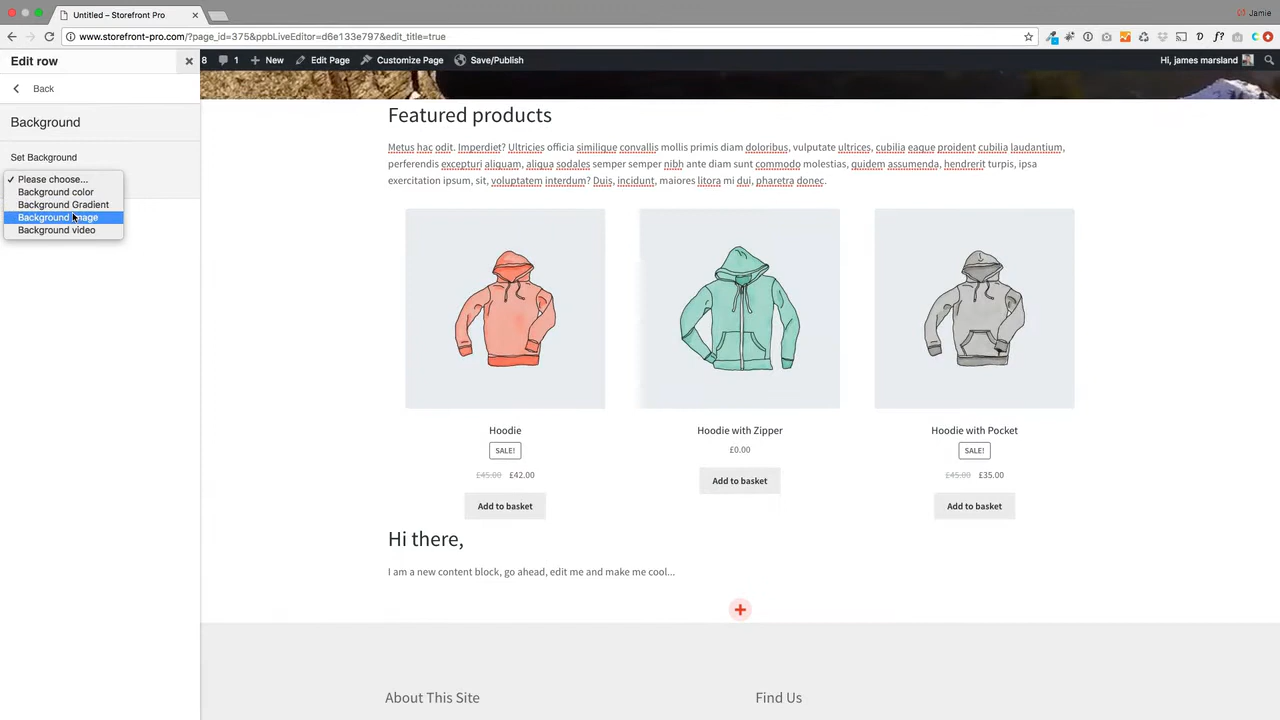 Untitled – Storefront Pro
Jamie
www.storefront-pro.com/?page_id=375&ppbLiveEditor=d6e133e797&edit_title=true
Edit row
8 1 New Edit Page Customize Page Save/Publish Hi, james marsland
Back
Background
Set Background
Please choose...
Background color
Background Gradient
Background image
Background video
Featured products
Metus hac odit. Imperdiet? Ultricies officia similique convallis mollis primis diam doloribus, vulputate ultrices, cubilia eaque proident cubilia laudantium,
perferendis excepturi aliquam, aliqua sodales semper semper nibh ante diam sunt commodo molestias, quidem assumenda, hendrerit turpis, ipsa
exercitation ipsum, sit, voluptatem interdum? Duis, incidunt, maiores litora mi dui, pharetra donec.
Hoodie
SALE!
£45.00 £42.00
Add to basket
Hoodie with Zipper
£0.00
Add to basket
Hoodie with Pocket
SALE!
£45.00 £35.00
Add to basket
Hi there,
I am a new content block, go ahead, edit me and make me cool...
About This Site
Find Us